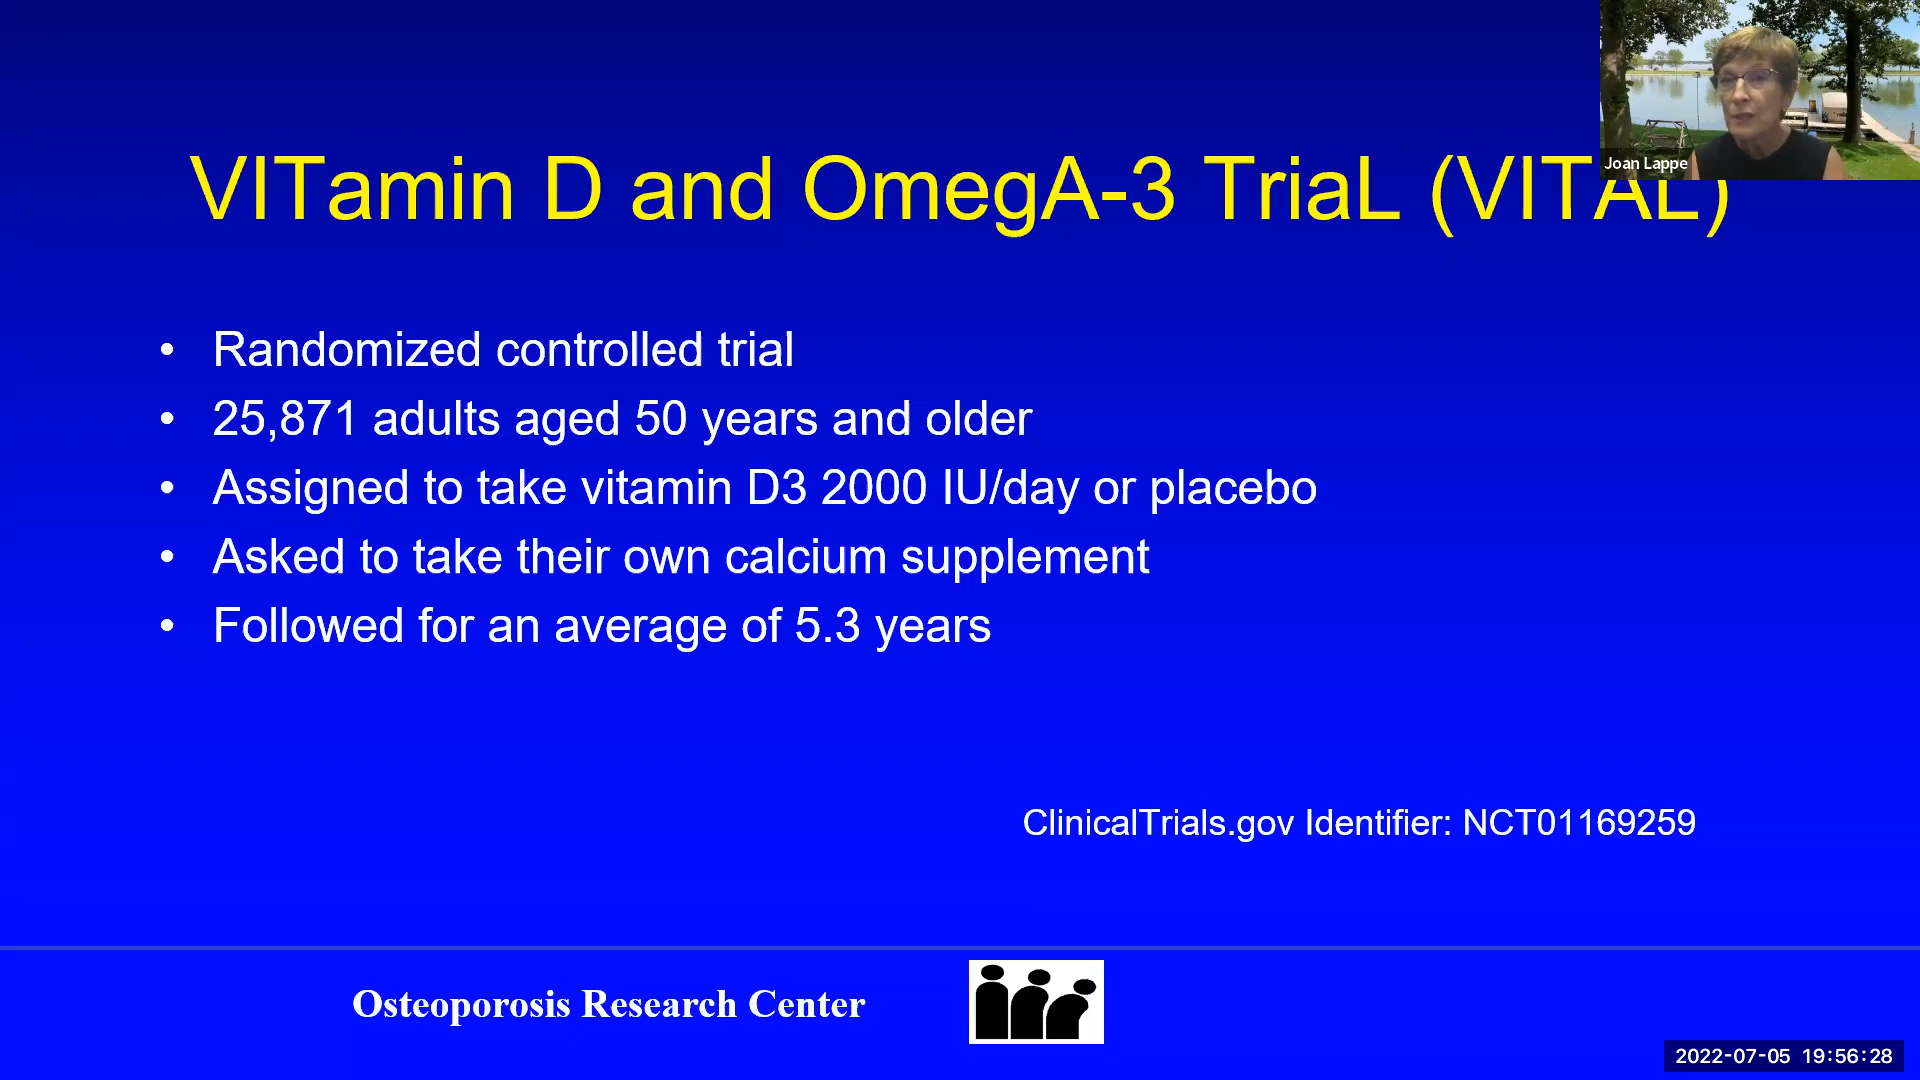 Joan Lappe
VITamin D and OmegA-3 TriaL (VITAL)
• Randomized controlled trial
• 25,871 adults aged 50 years and older
• Assigned to take vitamin D3 2000 IU/day or placebo
• Asked to take their own calcium supplement
• Followed for an average of 5.3 years
ClinicalTrials.gov Identifier: NCT01169259
Osteoporosis Research Center
2022-07-05 19:56:28